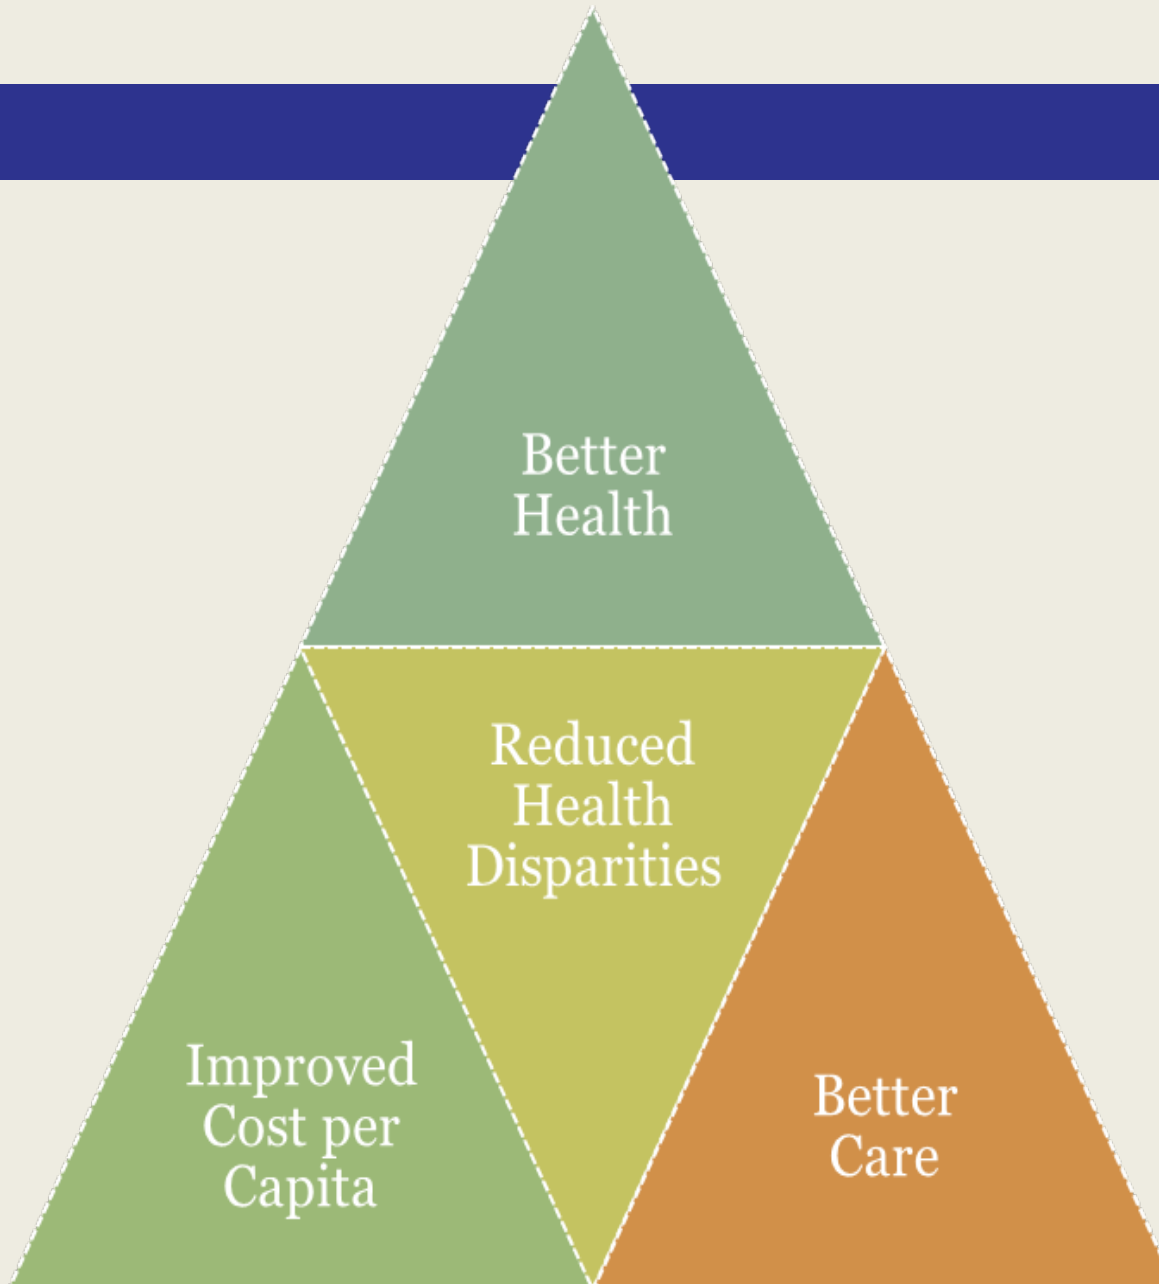 Better
Health
Reduced
Health
Disparities
Improved
Cost per
Capita
Better
Care